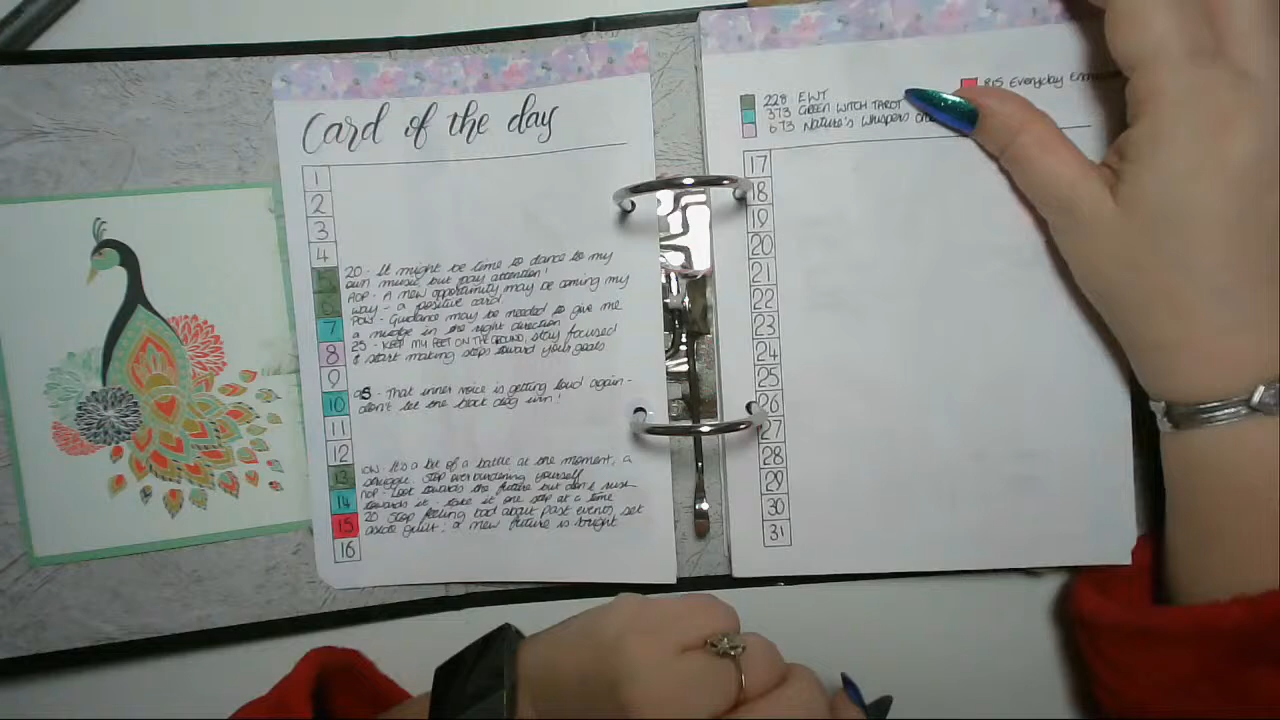 Card of the day
1
2
3
4
20 - It might be time to dance to my
own music but pay attention!
AOP - A new opportunity may be coming my
way - a positive card
POW - Guidance may be needed to give me
7
a nudge in the right direction
25 - KEEP MY FEET ON THE GROUND, stay focused
8
& start making steps toward your goals
9
That inner voice is getting loud again -
10
don't let the black dog win!
11
12
It's a bit of a battle at the moment, a
13
struggle. Stop overburdening yourself
Look towards the future but don't rush
14
towards it, take it one step at a time
20 Stop feeling bad about past events, set
15
aside guilt; a new future is bright
16
815 Everyday
228 EWT
373 GREEN WITCH TAROT
673 Nature's Whispers
17
18
19
20
21
22
23
24
25
26
27
28
29
30
31